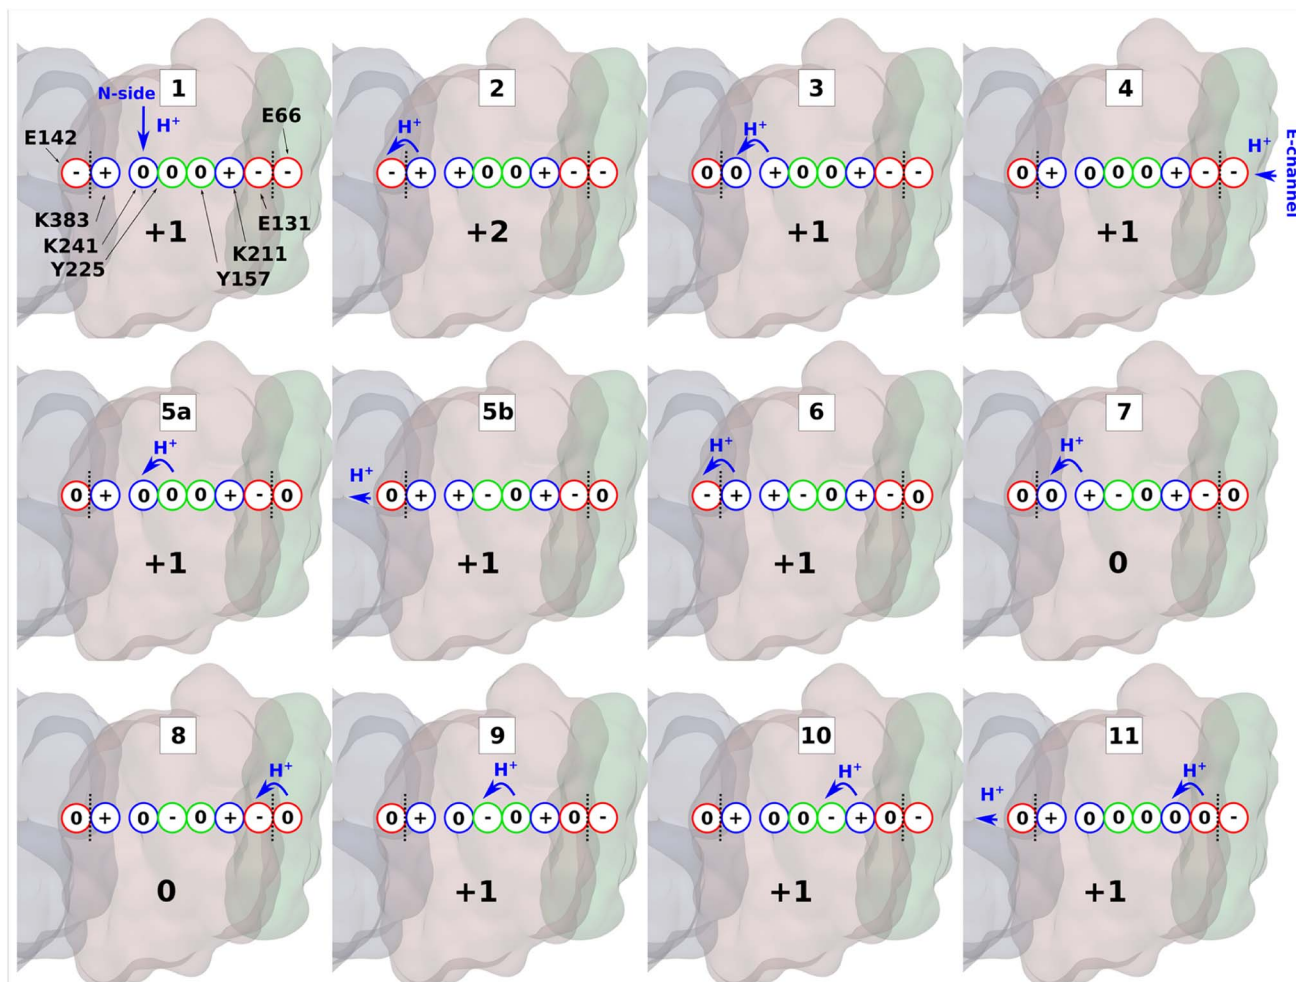 1
N-side
H+
E66
E142
- + 0 0 0 + - -
K383
K241
Y225
+1
E131
K211
Y157
2
H+
- + + 0 0 + - -
+2
3
H+
0 0 + 0 0 + - -
+1
4
H+
E-channel
0 + 0 0 0 + - -
+1
5a
H+
0 + 0 0 0 + - 0
+1
5b
H+
0 + + - 0 + - 0
+1
6
H+
- + + - 0 + - 0
+1
7
H+
0 0 + - 0 + - 0
0
8
H+
0 + 0 - 0 + - 0
0
9
H+
0 + 0 - 0 + 0 -
+1
10
H+
0 + 0 0 - + 0 -
+1
11
H+
H+
0 + 0 0 0 0 0 -
+1